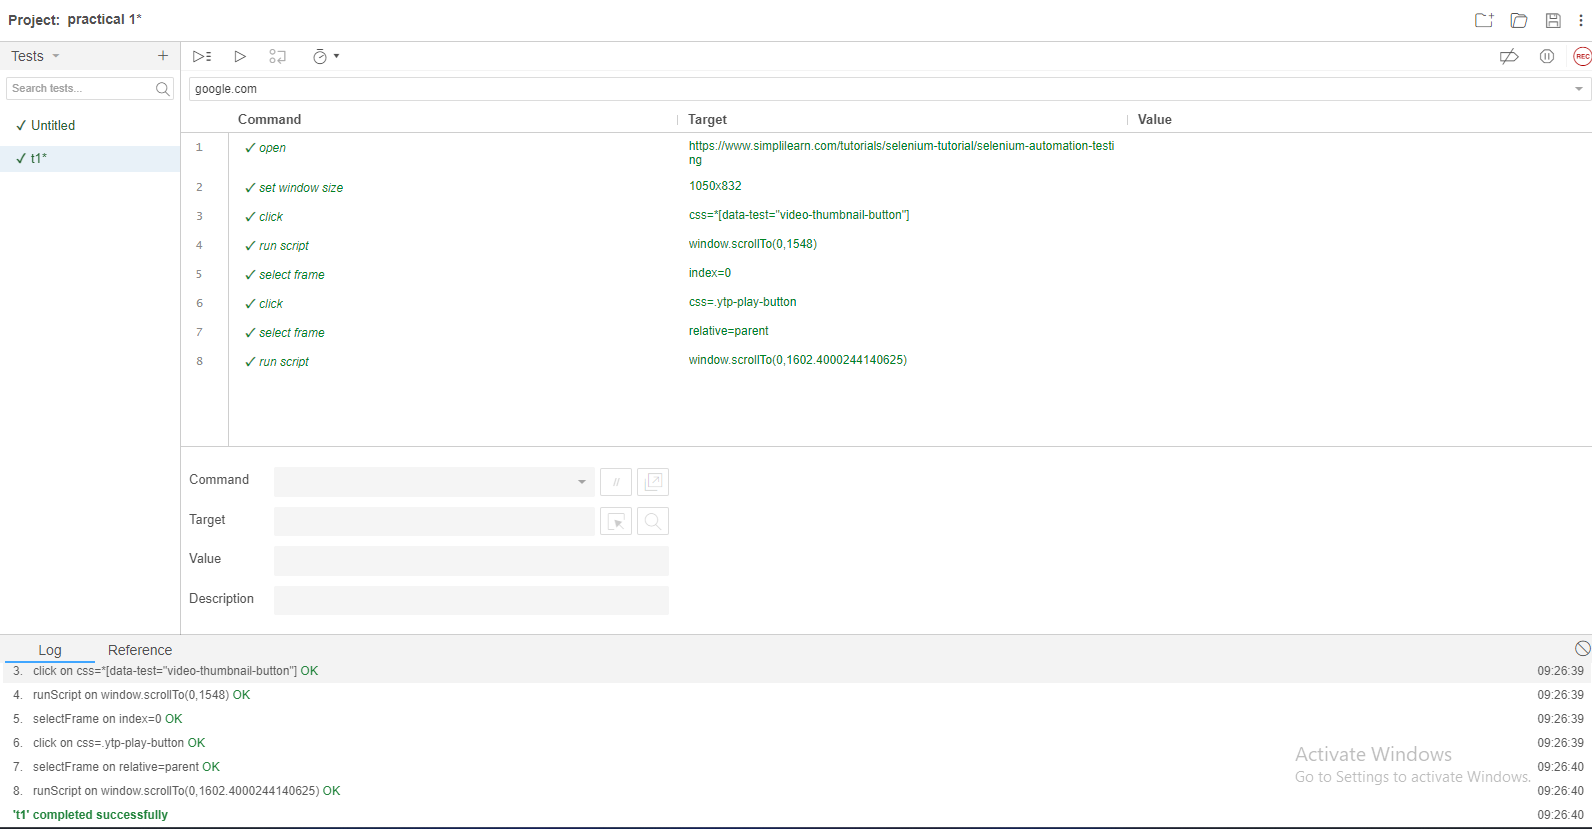 Project: practical 1*
Tests
Search tests...
✓ Untitled
✓ t1*
REC
google.com
Command Target Value
1 ✓ open https://www.simplilearn.com/tutorials/selenium-tutorial/selenium-automation-testi
ng
2 ✓ set window size 1050x832
3 ✓ click css=*[data-test="video-thumbnail-button"]
4 ✓ run script window.scrollTo(0,1548)
5 ✓ select frame index=0
6 ✓ click css=.ytp-play-button
7 ✓ select frame relative=parent
8 ✓ run script window.scrollTo(0,1602.4000244140625)
Command //
Target
Value
Description
Log Reference
3. click on css=*[data-test="video-thumbnail-button"] OK 09:26:39
4. runScript on window.scrollTo(0,1548) OK 09:26:39
5. selectFrame on index=0 OK 09:26:39
6. click on css=.ytp-play-button OK 09:26:39
7. selectFrame on relative=parent OK 09:26:40
8. runScript on window.scrollTo(0,1602.4000244140625) OK 09:26:40
't1' completed successfully 09:26:40
Activate Windows
Go to Settings to activate Windows.